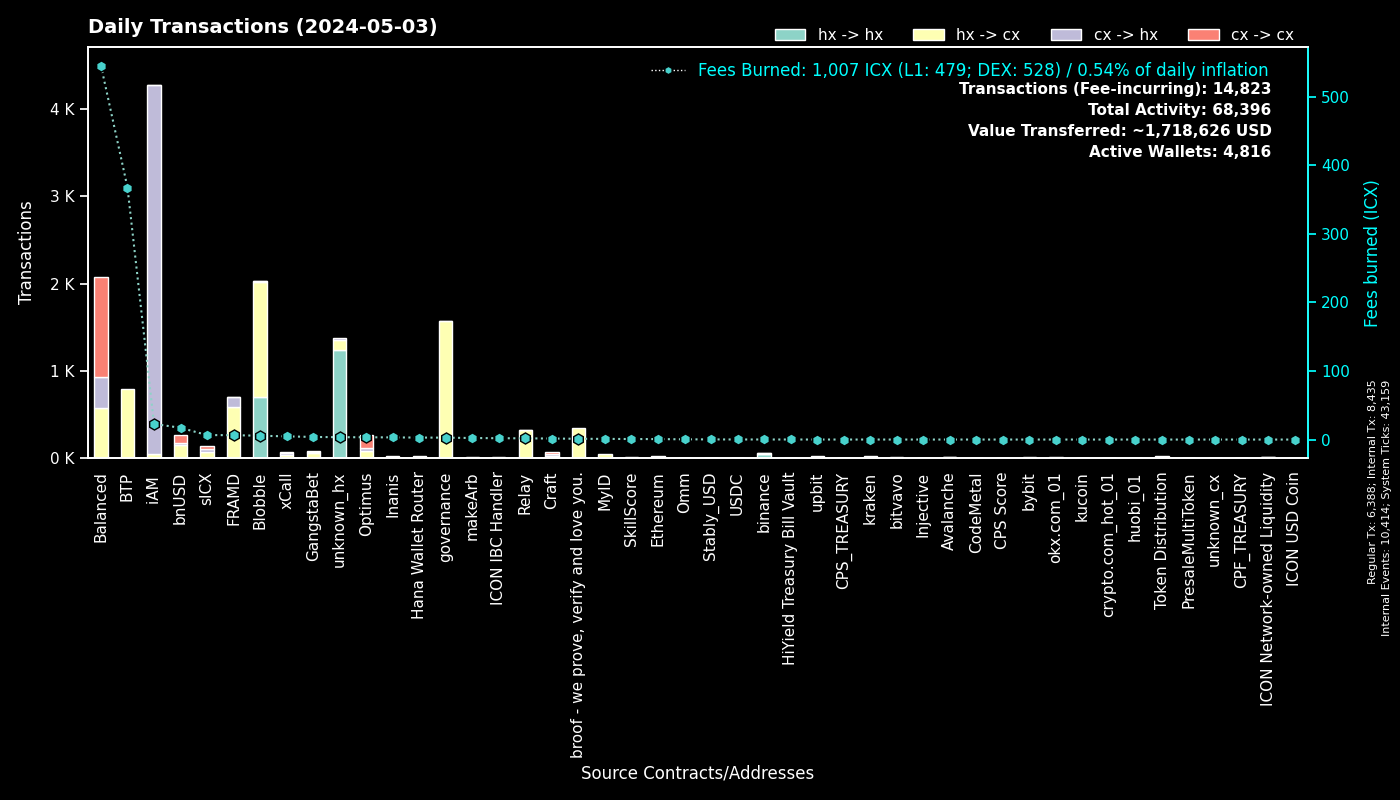 Daily Transactions (2024-05-03)
hx -> hx
hx -> cx
cx -> hx
cx -> cx
Fees Burned: 1,007 ICX (L1: 479; DEX: 528) / 0.54% of daily inflation
Transactions (Fee-incurring): 14,823
Total Activity: 68,396
Value Transferred: ~1,718,626 USD
Active Wallets: 4,816
Transactions
4 K
3 K
2 K
1 K
0 K
500
400
300
200
100
0
Fees burned (ICX)
Regular Tx: 6,388; Internal Tx: 8,435
Internal Events: 10,414; System Ticks: 43,159
Balanced
BTP
iAM
bnUSD
sICX
FRAMD
Blobble
xCall
GangstaBet
unknown_hx
Optimus
Inanis
Hana Wallet Router
governance
makeArb
ICON IBC Handler
Relay
Craft
broof - we prove, verify and love you.
MyID
SkillScore
Ethereum
Omm
Stably_USD
USDC
binance
HiYield Treasury Bill Vault
upbit
CPS_TREASURY
kraken
bitvavo
Injective
Avalanche
CodeMetal
CPS Score
bybit
okx.com_01
kucoin
crypto.com_hot_01
huobi_01
Token Distribution
PresaleMultiToken
unknown_cx
CPF_TREASURY
ICON Network-owned Liquidity
ICON USD Coin
Source Contracts/Addresses